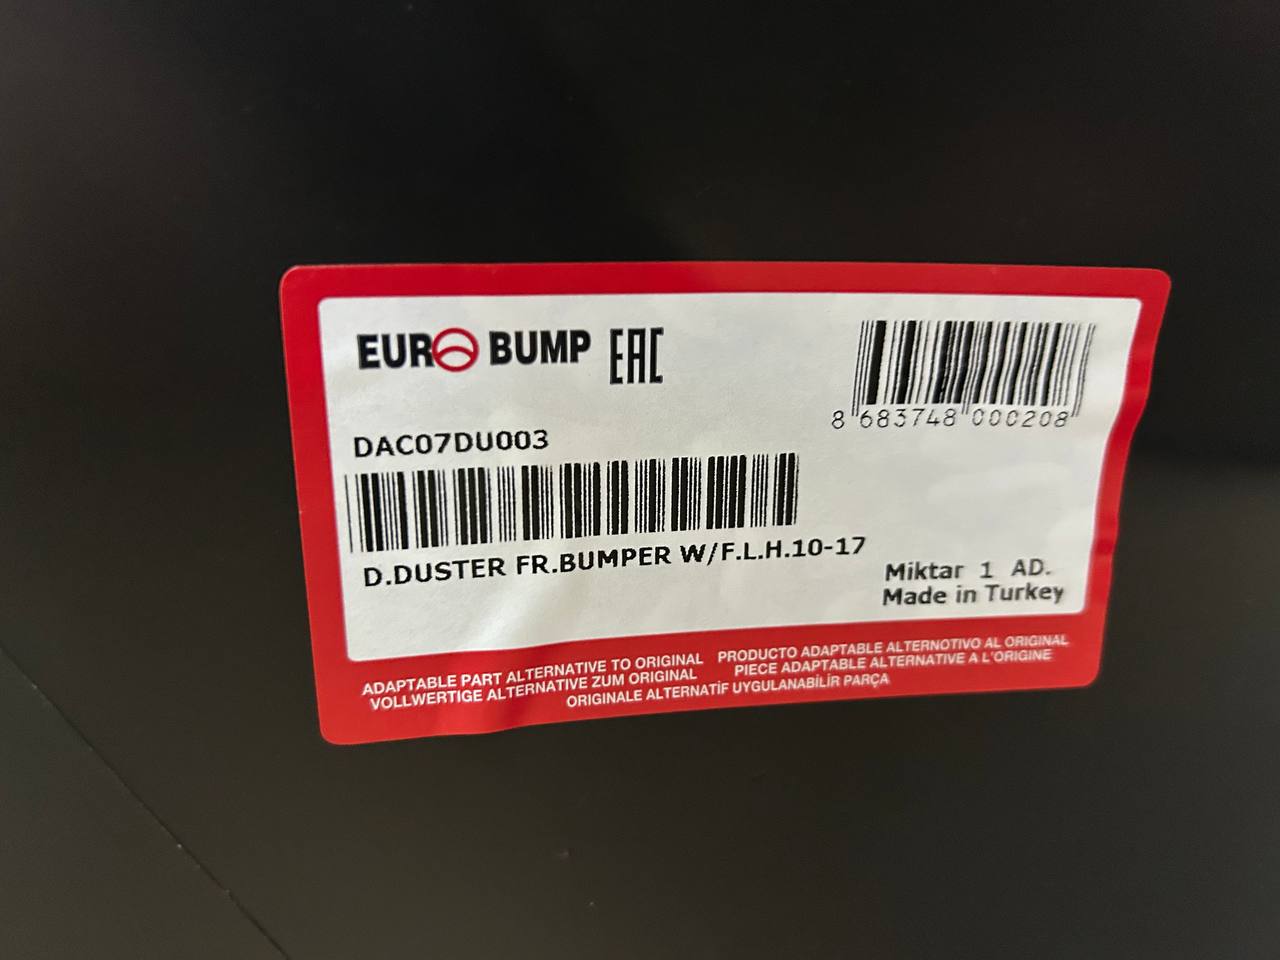 EURO BUMP EAC
8 683748 000208
DAC07DU003
D.DUSTER FR.BUMPER W/F.L.H.10-17
Miktar 1 AD.
Made in Turkey
ADAPTABLE PART ALTERNATIVE TO ORIGINAL PRODUCTO ADAPTABLE ALTERNOTIVO AL ORIGINAL
VOLLWERTIGE ALTERNATIVE ZUM ORIGINAL PIECE ADAPTABLE ALTERNATIVE A L'ORIGINE
ORIGINALE ALTERNATİF UYGULANABİLİR PARÇA